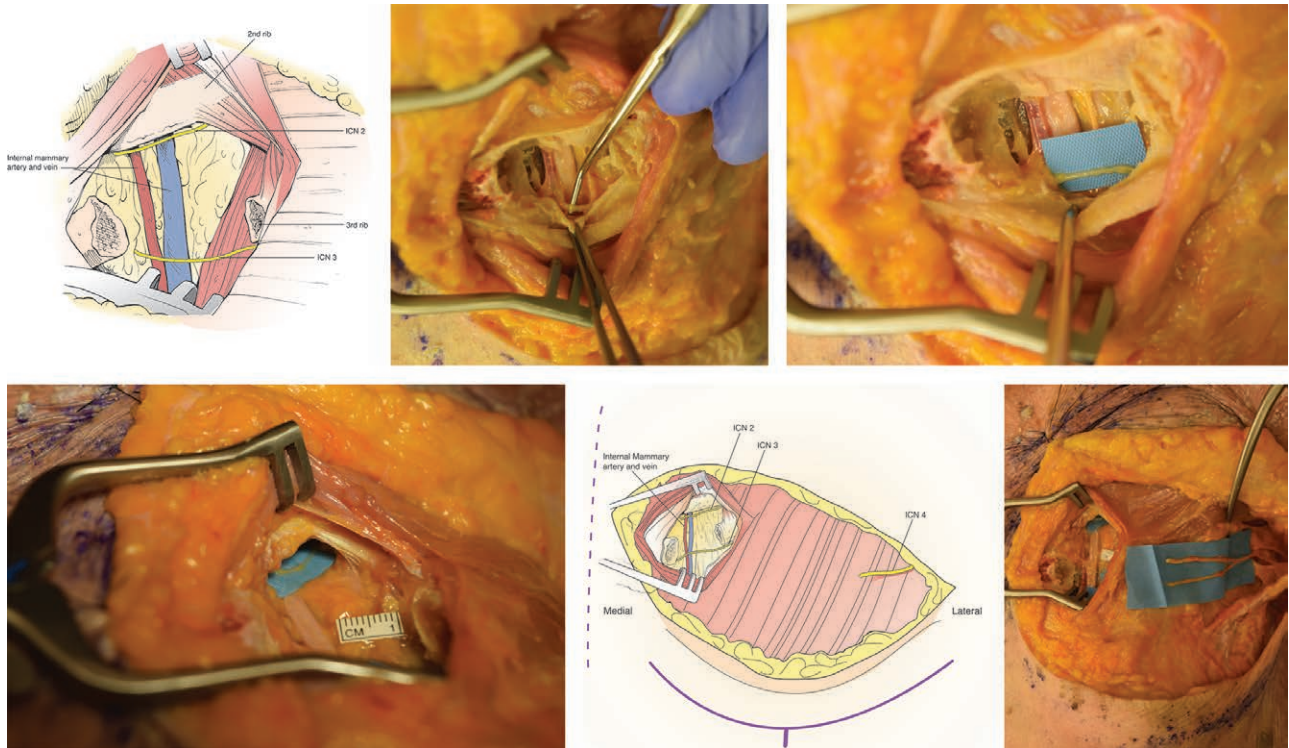 2nd rib
ICN 2
Internal mammary
artery and vein
3rd rib
ICN 3
CM 1
ICN 2
ICN 3
Internal Mammary
artery and vein
ICN 4
Medial
Lateral